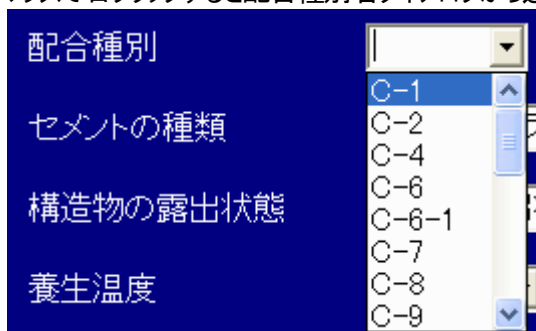 配合種別
C-1
C-2
セメントの種類
C-4
C-6
構造物の露出状態
C-6-1
C-7
養生温度
C-8
C-9